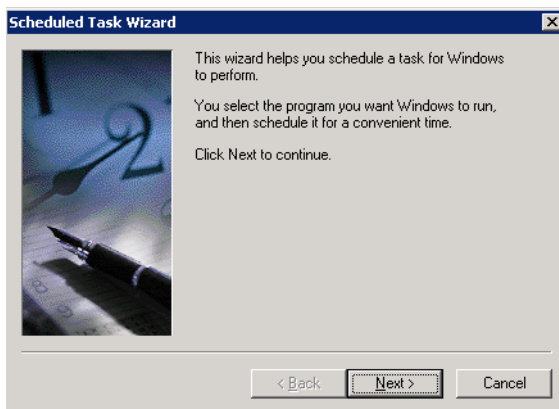 Scheduled Task Wizard
This wizard helps you schedule a task for Windows
to perform.
You select the program you want Windows to run,
and then schedule it for a convenient time.
Click Next to continue.
< Back
Next >
Cancel